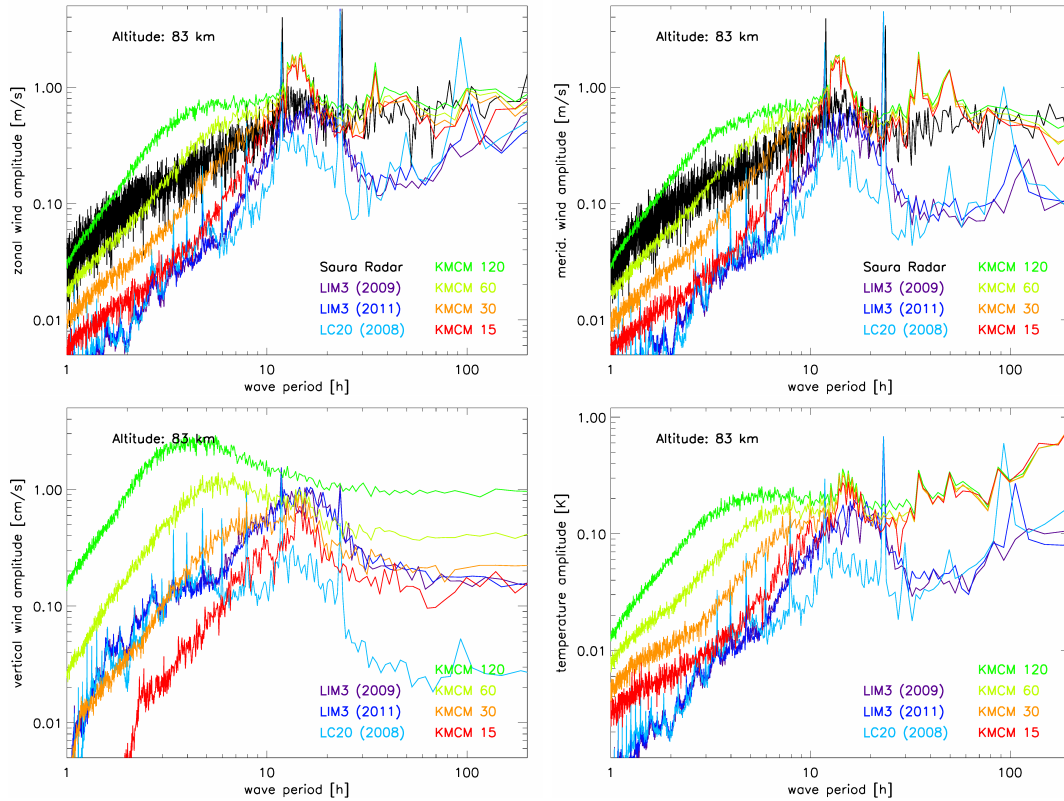 Altitude: 83 km
zonal wind amplitude [m/s]
1.00
0.10
0.01
Saura Radar KMCM 120
LIM3 (2009) KMCM 60
LIM3 (2011) KMCM 30
LC20 (2008) KMCM 15
1 10 100
wave period [h]
Altitude: 83 km
merid. wind amplitude [m/s]
1.00
0.10
0.01
Saura Radar KMCM 120
LIM3 (2009) KMCM 60
LIM3 (2011) KMCM 30
LC20 (2008) KMCM 15
1 10 100
wave period [h]
Altitude: 83 km
vertical wind amplitude [cm/s]
1.00
0.10
0.01
KMCM 120
LIM3 (2009) KMCM 60
LIM3 (2011) KMCM 30
LC20 (2008) KMCM 15
1 10 100
wave period [h]
Altitude: 83 km
temperature amplitude [K]
1.00
0.10
0.01
KMCM 120
LIM3 (2009) KMCM 60
LIM3 (2011) KMCM 30
LC20 (2008) KMCM 15
1 10 100
wave period [h]